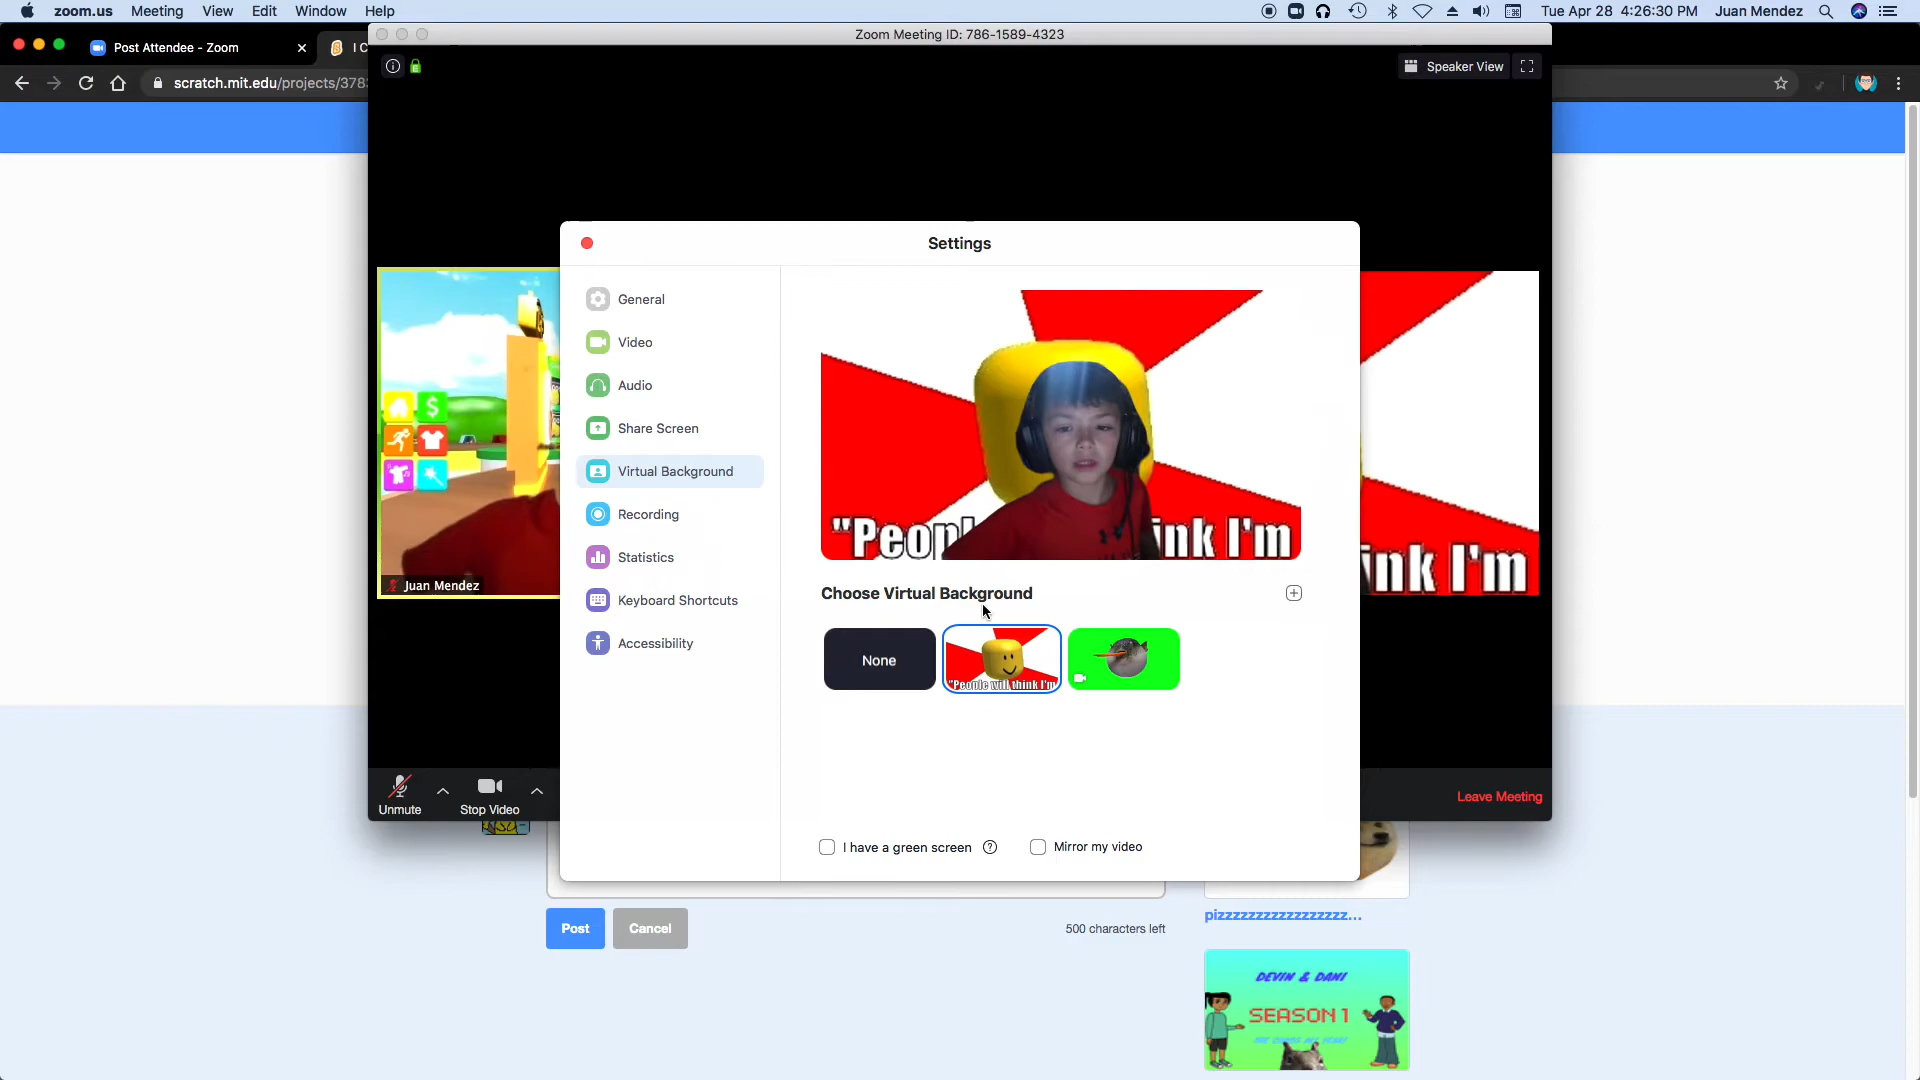 zoom.us Meeting View Edit Window Help
Tue Apr 28 4:26:30 PM Juan Mendez
Post Attendee - Zoom
I C
Zoom Meeting ID: 786-1589-4323
scratch.mit.edu/projects/378
Speaker View
Settings
General
Video
Audio
Share Screen
Virtual Background
Recording
Statistics
Keyboard Shortcuts
Accessibility
"Peop ink I'm
ink I'm
Juan Mendez
Choose Virtual Background
None
"People will think I'm
Unmute
Stop Video
Leave Meeting
I have a green screen
Mirror my video
Post
Cancel
500 characters left
pizzzzzzzzzzzzzzzzz...
DEVIN & DANI
SEASON 1